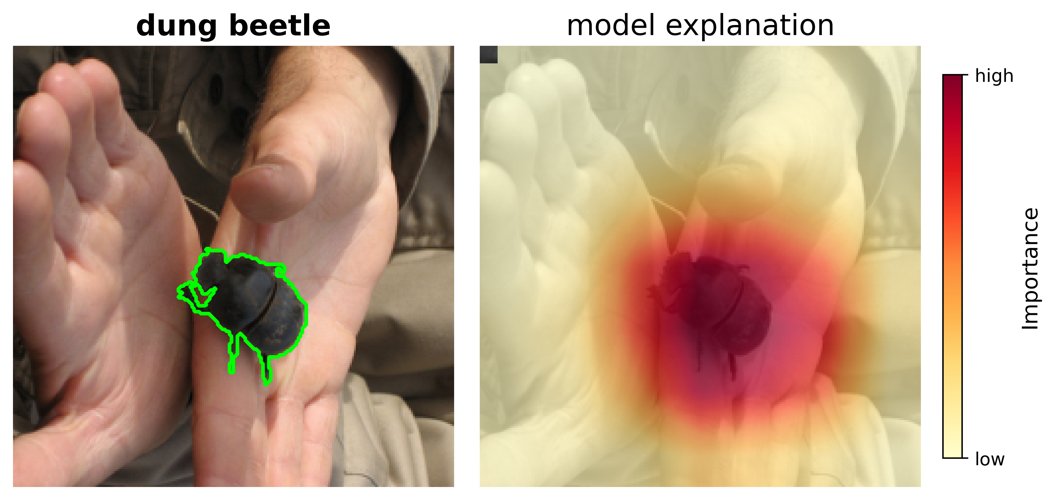 dung beetle
model explanation
high
Importance
low